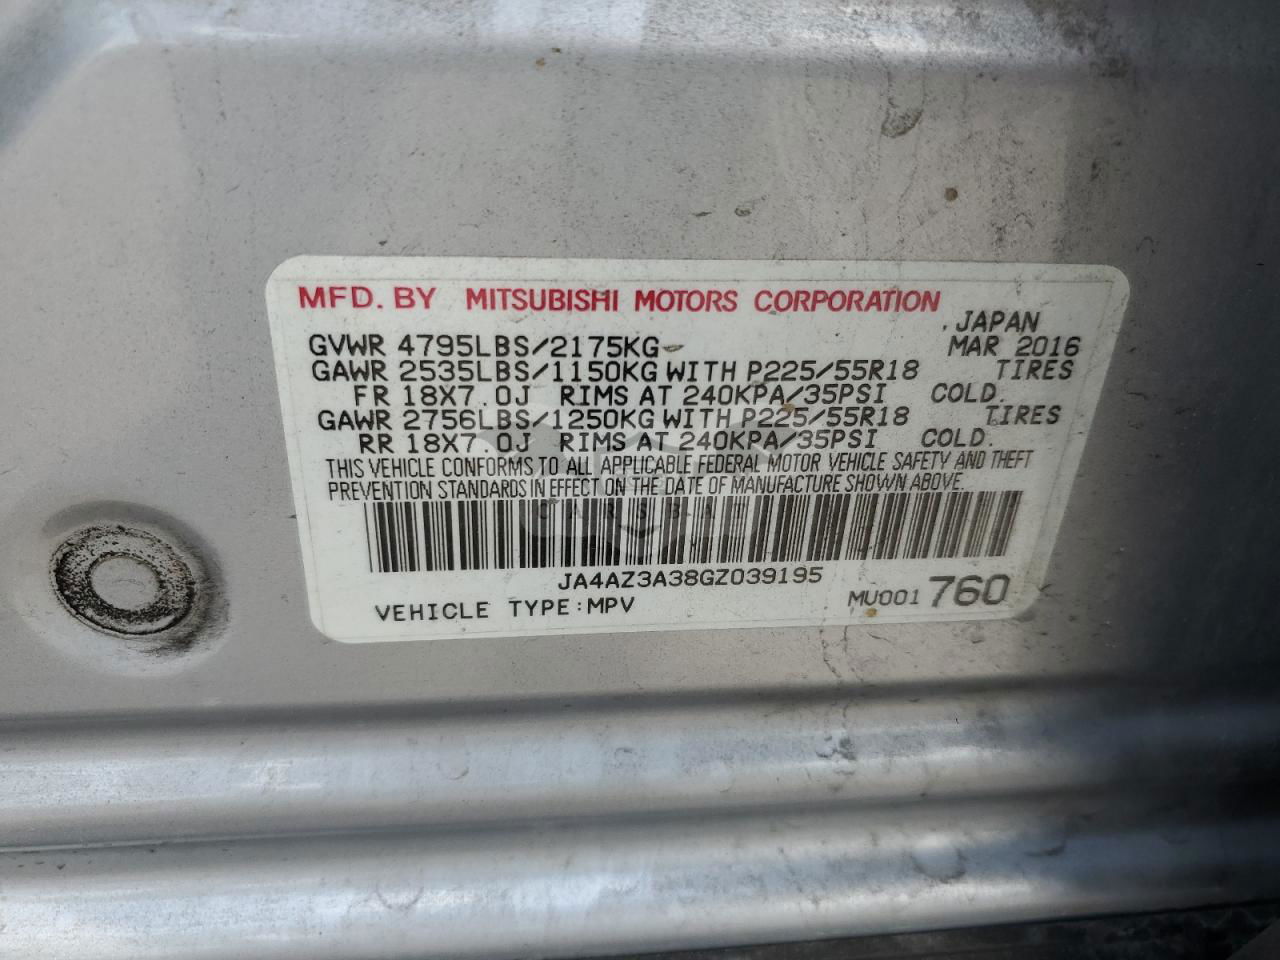 MFD. BY MITSUBISHI MOTORS CORPORATION
JAPAN
GVWR 4795LBS/2175KG MAR 2016
GAWR 2535LBS/1150KG WITH P225/55R18 TIRES
FR 18X7.0J RIMS AT 240KPA/35PSI COLD.
GAWR 2756LBS/1250KG WITH P225/55R18 TIRES
RR 18X7.0J RIMS AT 240KPA/35PSI COLD.
THIS VEHICLE CONFORMS TO ALL APPLICABLE FEDERAL MOTOR VEHICLE SAFETY AND THEFT
PREVENTION STANDARDS IN EFFECT ON THE DATE OF MANUFACTURE SHOWN ABOVE.
JA4AZ3A38GZ039195
VEHICLE TYPE:MPV MU001 760